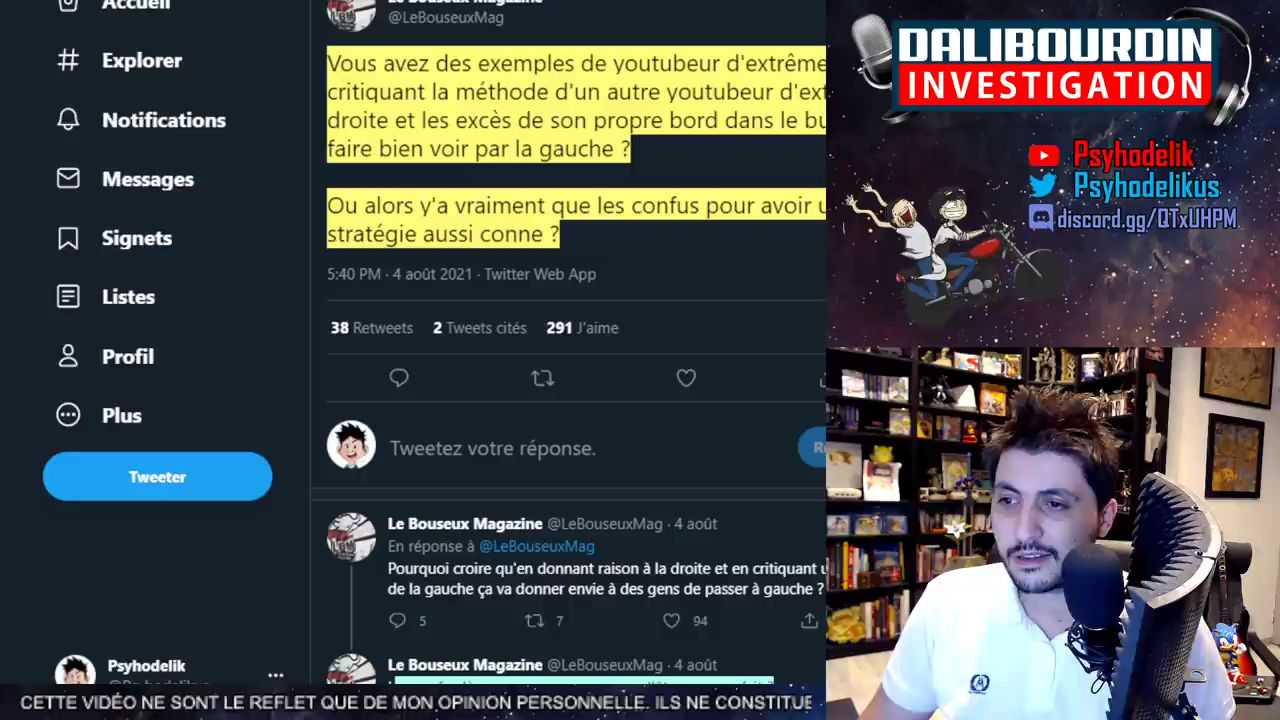 Accueil
Explorer
Notifications
Messages
Signets
Listes
Profil
Plus
Tweeter
Psyhodelik
Le Bouseux Magazine
@LeBouseuxMag
Vous avez des exemples de youtubeur d'extrême
critiquant la méthode d'un autre youtubeur d'ext
droite et les excès de son propre bord dans le bu
faire bien voir par la gauche ?
Ou alors y'a vraiment que les confus pour avoir u
stratégie aussi conne ?
5:40 PM · 4 août 2021 · Twitter Web App
38 Retweets 2 Tweets cités 291 J'aime
Tweetez votre réponse.
Le Bouseux Magazine @LeBouseuxMag · 4 août
En réponse à @LeBouseuxMag
Pourquoi croire qu'en donnant raison à la droite et en critiquant u
de la gauche ça va donner envie à des gens de passer à gauche ?
5 7 94
Le Bouseux Magazine @LeBouseuxMag · 4 août
DALIBOURDIN
INVESTIGATION
Psyhodelik
Psyhodelikus
discord.gg/QTxUHPM
CETTE VIDÉO NE SONT LE REFLET QUE DE MON OPINION PERSONNELLE. ILS NE CONSTITUE